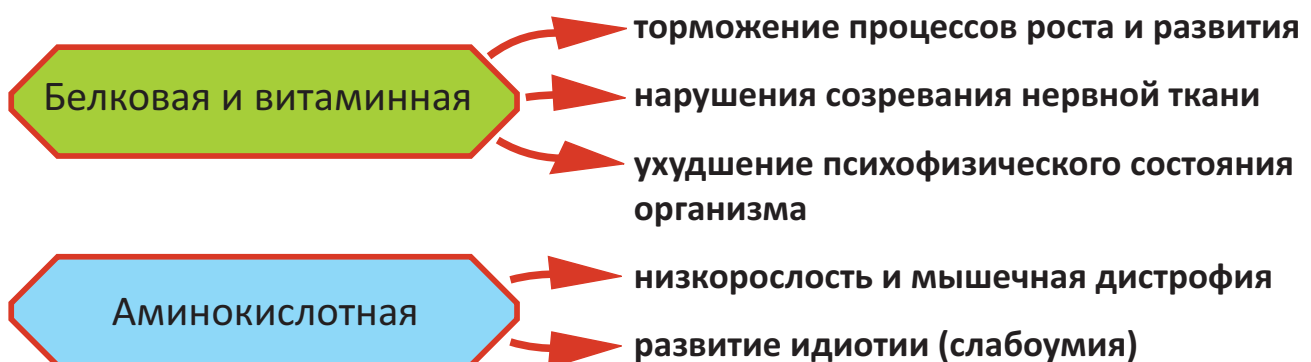 торможение процессов роста и развития
Белковая и витаминная
нарушения созревания нервной ткани
ухудшение психофизического состояния
организма
низкорослость и мышечная дистрофия
Аминокислотная
развитие идиотии (слабоумия)